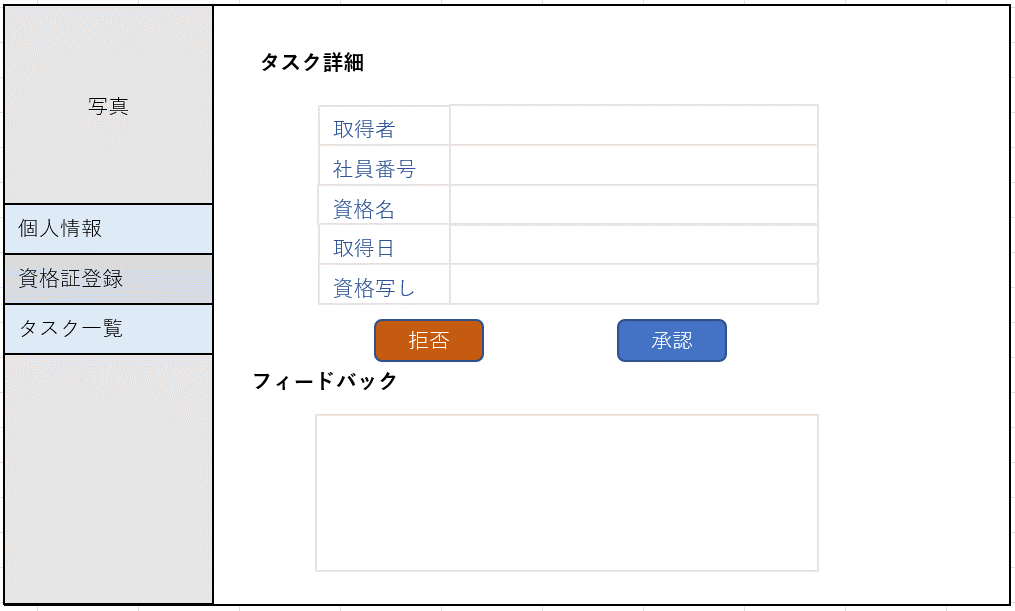 写真
個人情報
資格証登録
タスク一覧
タスク詳細
取得者
社員番号
資格名
取得日
資格写し
拒否
承認
フィードバック